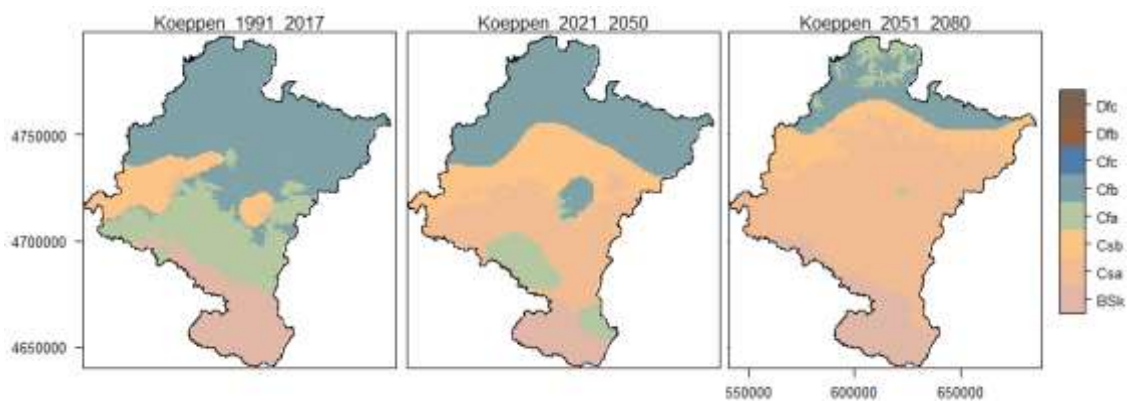 Koeppen 1991 2017
Koeppen 2021 2050
Koeppen 2051 2080
4750000
4700000
4650000
Dfc
Dfb
Cfc
Cfb
Cfa
Csb
Csa
BSk
550000
600000
650000